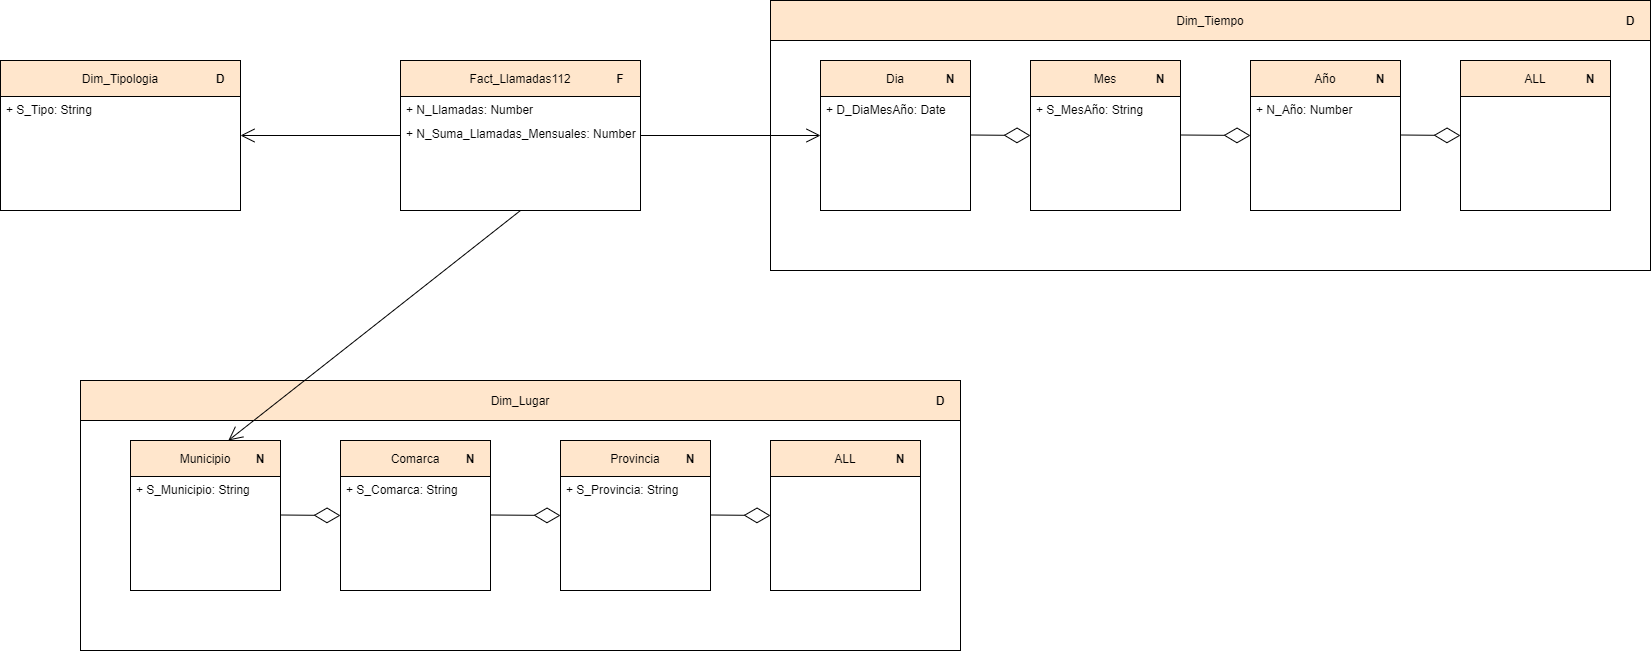 Dim_Tiempo D
Dim_Tipologia D
+ S_Tipo: String
Fact_Llamadas112 F
+ N_Llamadas: Number
+ N_Suma_Llamadas_Mensuales: Number
Dia N
+ D_DiaMesAño: Date
Mes N
+ S_MesAño: String
Año N
+ N_Año: Number
ALL N
Dim_Lugar D
Municipio N
+ S_Municipio: String
Comarca N
+ S_Comarca: String
Provincia N
+ S_Provincia: String
ALL N